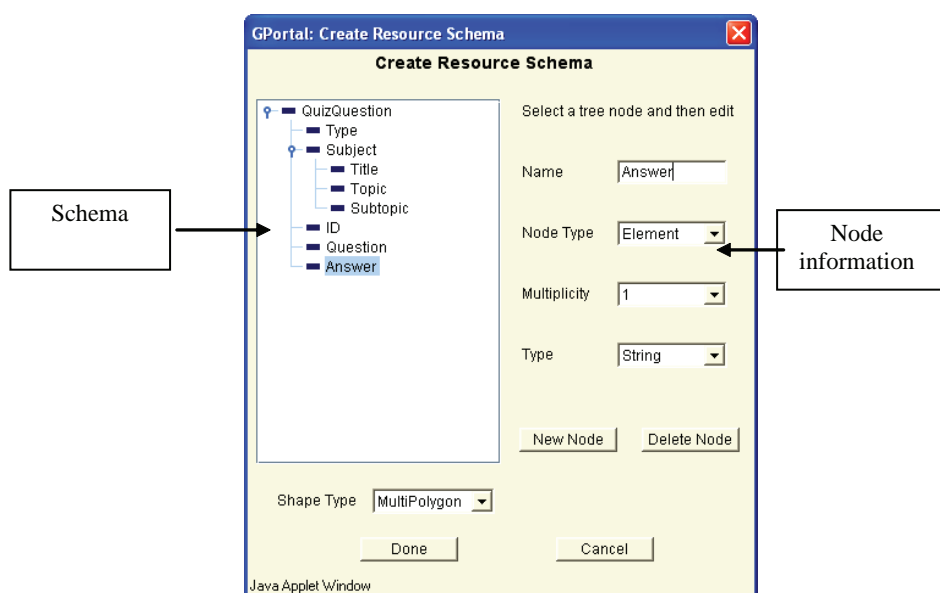 GPortal: Create Resource Schema
Create Resource Schema
QuizQuestion
Type
Subject
Title
Topic
Subtopic
ID
Question
Answer
Select a tree node and then edit
Name Answer
Node Type Element
Multiplicity 1
Type String
New Node Delete Node
Shape Type MultiPolygon
Done Cancel
Java Applet Window
Schema
Node
information